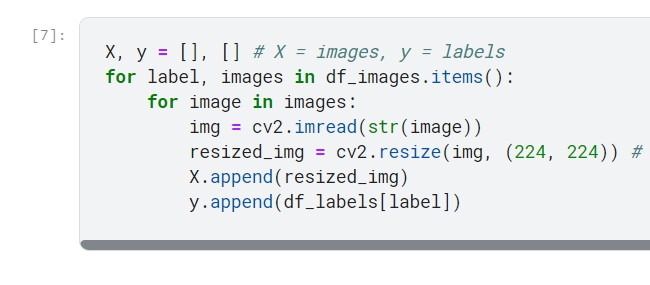 [7]:
X, y = [], [] # X = images, y = labels
for label, images in df_images.items():
    for image in images:
        img = cv2.imread(str(image))
        resized_img = cv2.resize(img, (224, 224)) #
        X.append(resized_img)
        y.append(df_labels[label])